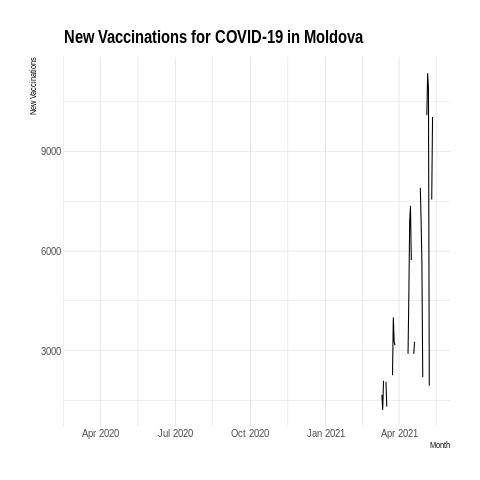 New Vaccinations for COVID-19 in Moldova
New Vaccinations
9000
6000
3000
Apr 2020 Jul 2020 Oct 2020 Jan 2021 Apr 2021
Month